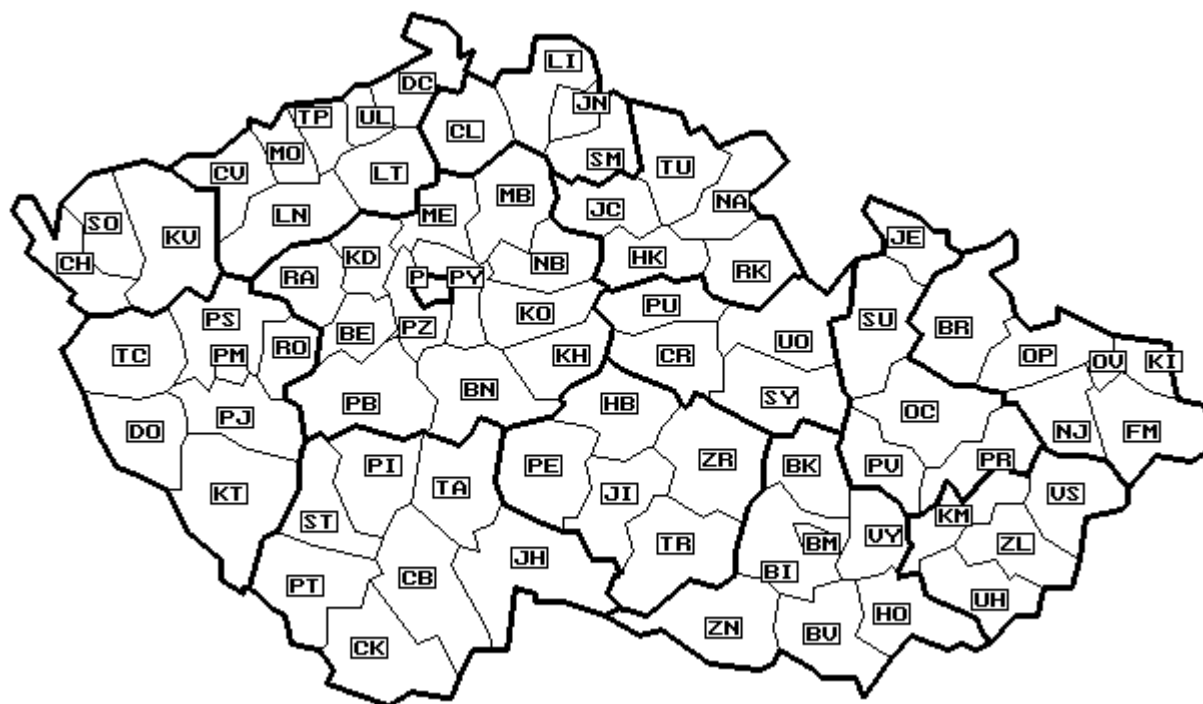 LI
DC
JN
TP
UL
CL
MO
SM
CV
LT
TU
MB
NA
LN
JC
SO
ME
KV
JE
KD
HK
CH
NB
RK
RA
P
PY
PU
KO
PS
SU
BR
PZ
BE
UO
RO
CR
KH
TC
PM
OP
OV
KI
BN
SY
PB
HB
OC
PJ
DO
NJ
FM
PI
PE
ZR
PR
BK
PV
TA
KT
JI
VS
KM
ST
TR
BM
VY
ZL
JH
BI
CB
PT
UH
HO
ZN
BV
CK